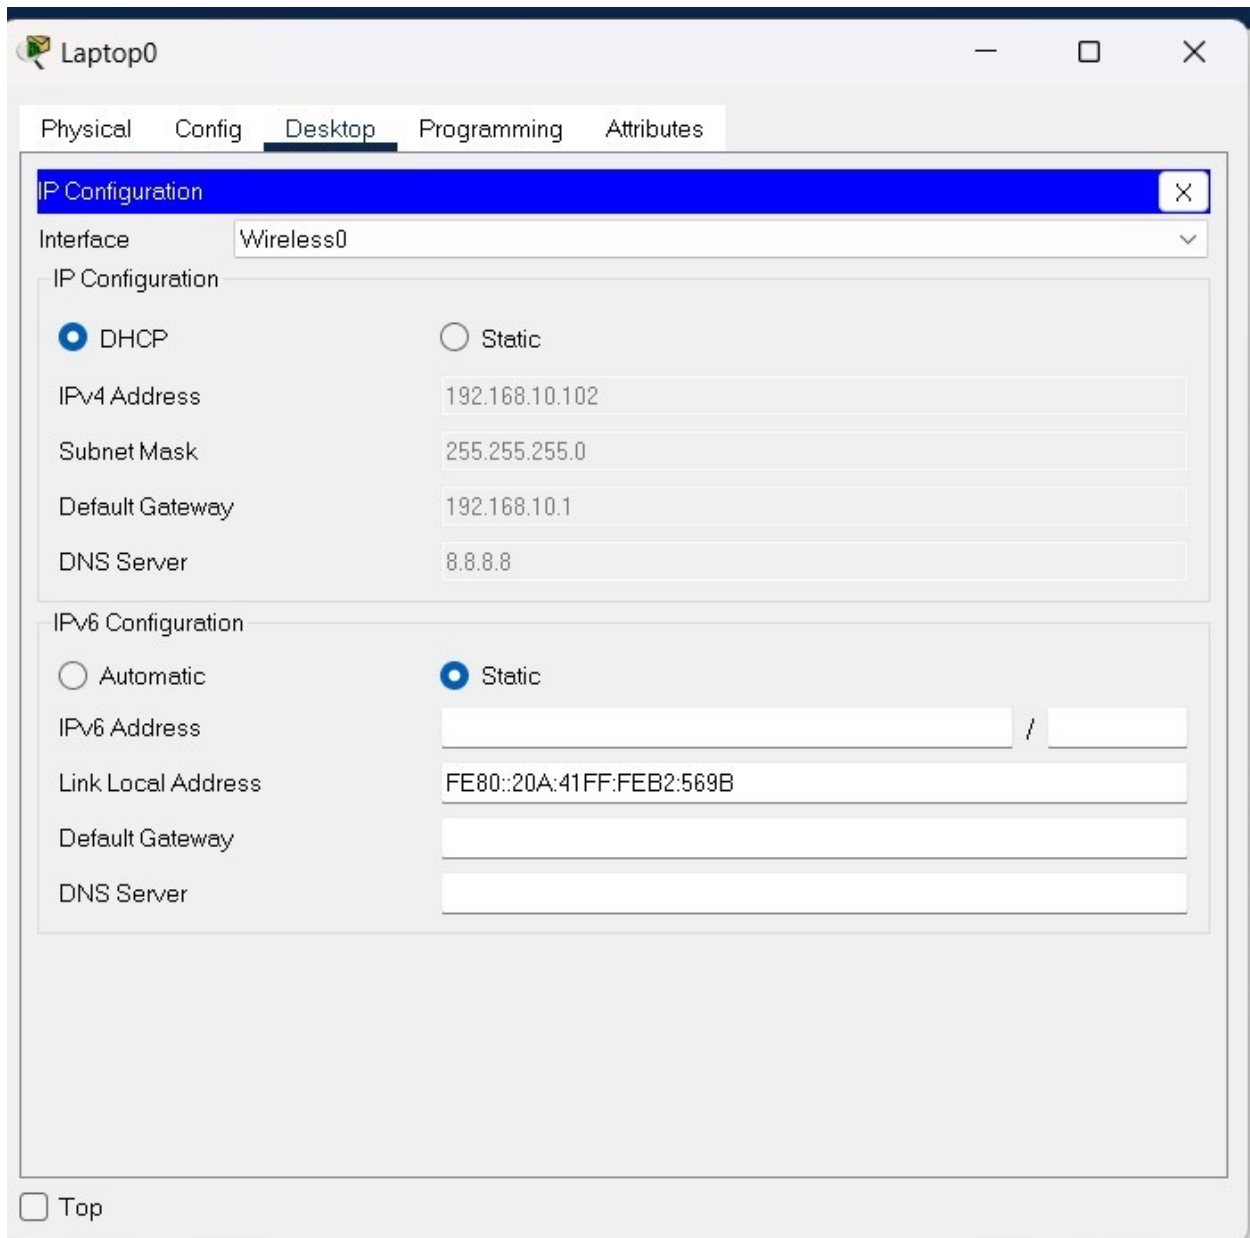 Laptop0
Physical Config Desktop Programming Attributes
IP Configuration X
Interface Wireless0
IP Configuration
DHCP Static
IPv4 Address 192.168.10.102
Subnet Mask 255.255.255.0
Default Gateway 192.168.10.1
DNS Server 8.8.8.8
IPv6 Configuration
Automatic Static
IPv6 Address /
Link Local Address FE80::20A:41FF:FEB2:569B
Default Gateway
DNS Server
Top